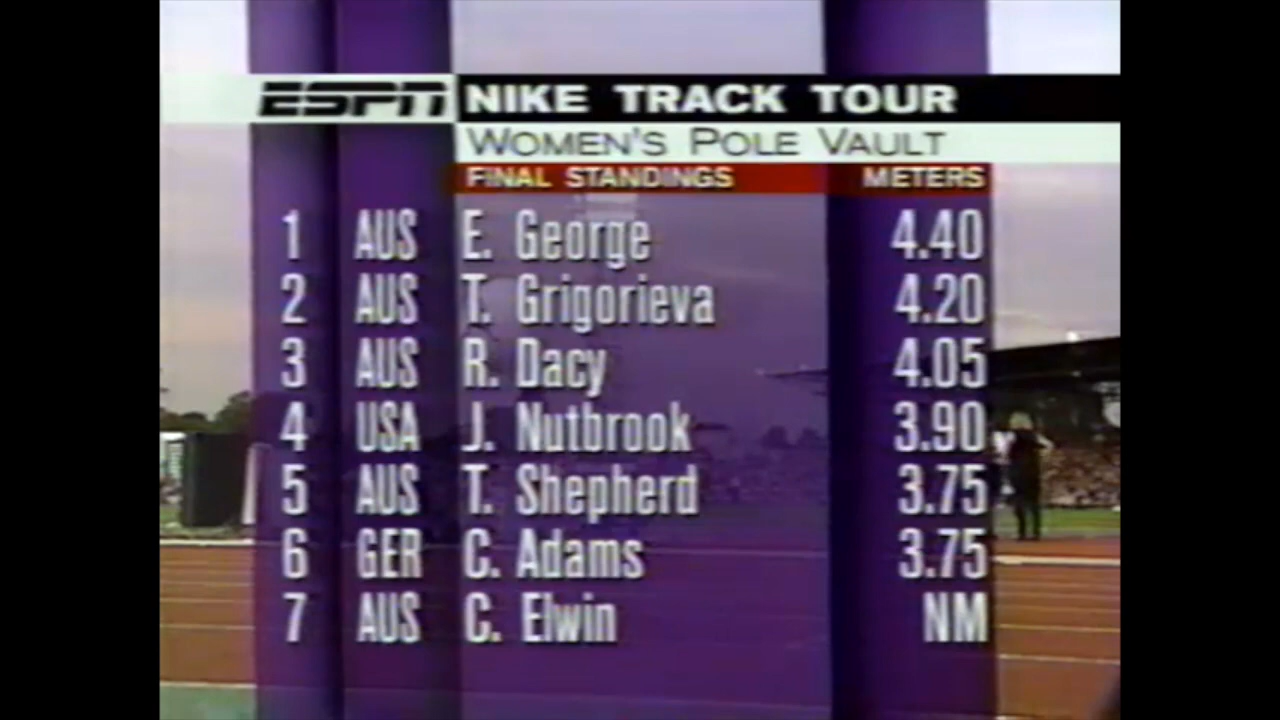 ESPN NIKE TRACK TOUR
WOMEN'S POLE VAULT
FINAL STANDINGS METERS
1 AUS E. George 4.40
2 AUS T. Grigorieva 4.20
3 AUS R. Dacy 4.05
4 USA J. Nutbrook 3.90
5 AUS T. Shepherd 3.75
6 GER C. Adams 3.75
7 AUS C. Elwin NM